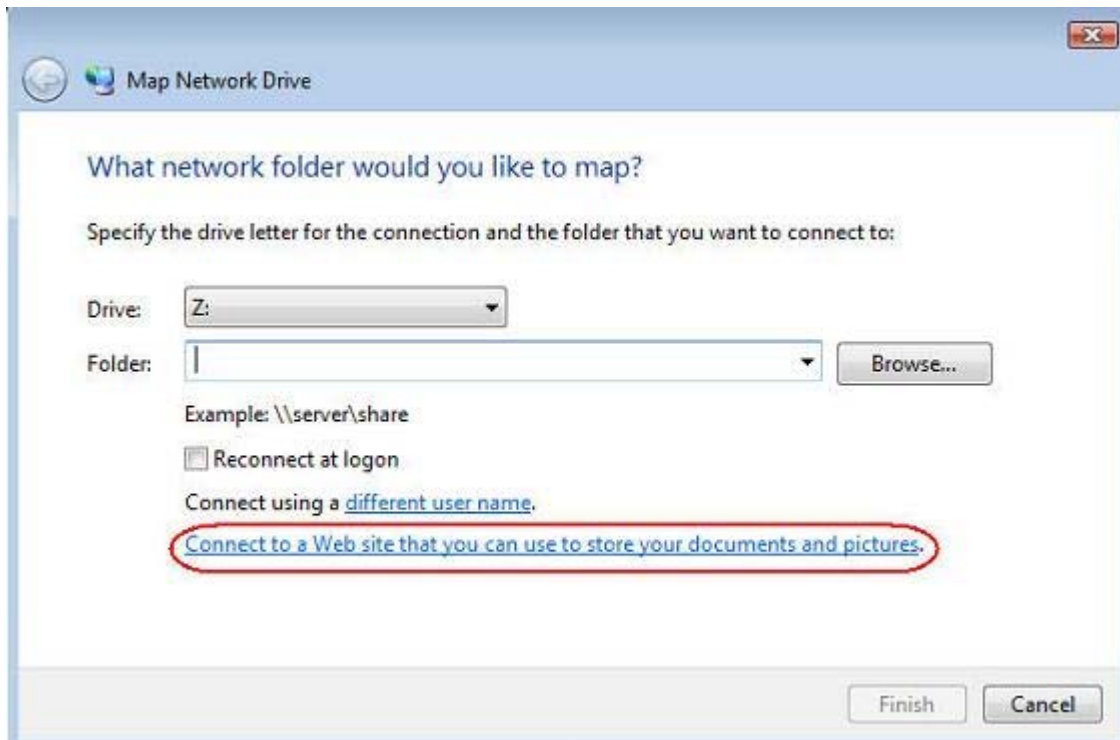 Map Network Drive
What network folder would you like to map?
Specify the drive letter for the connection and the folder that you want to connect to:
Drive: Z:
Folder: Browse...
Example: \\server\share
Reconnect at logon
Connect using a different user name.
Connect to a Web site that you can use to store your documents and pictures.
Finish Cancel